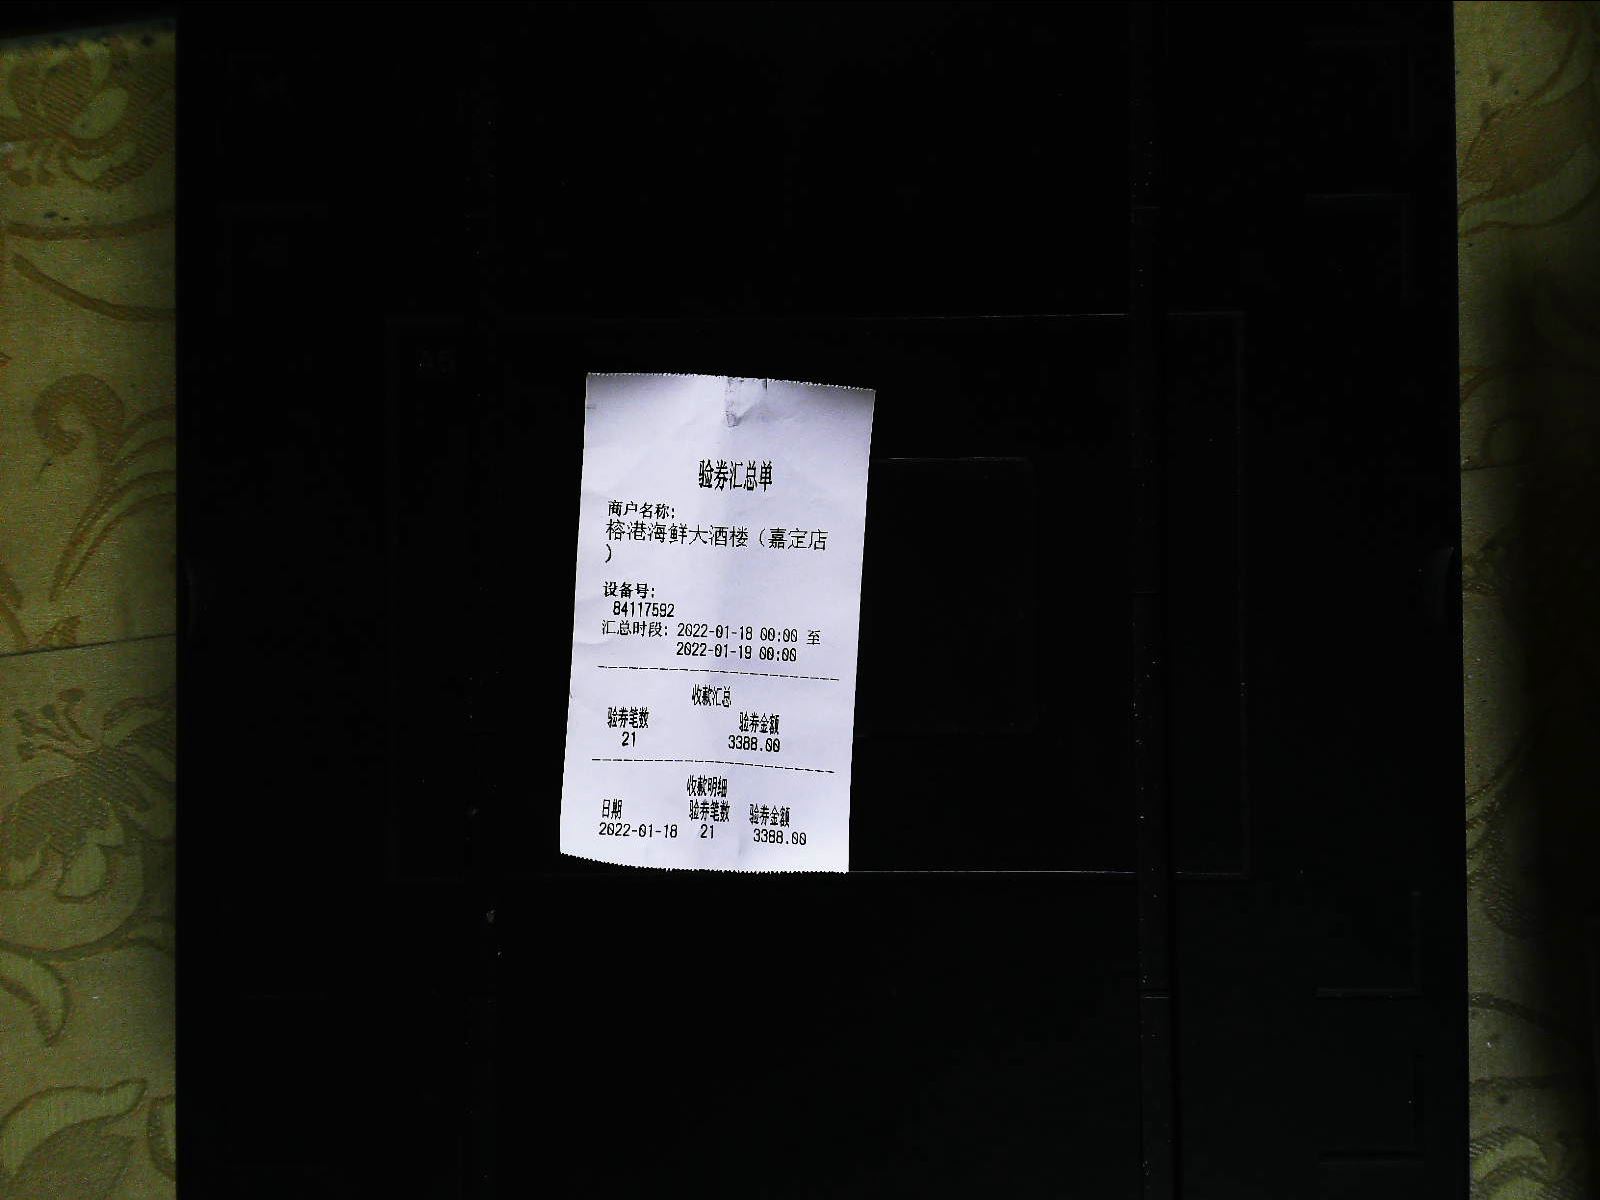 验券汇总单
商户名称:
榕港海鲜大酒楼（嘉定店
）
设备号:
84117592
汇总时段: 2022-01-18 00:00 至
2022-01-19 00:00
收款汇总
验券笔数 验券金额
21 3388.00
收款明细
日期 验券笔数 验券金额
2022-01-18 21 3388.00